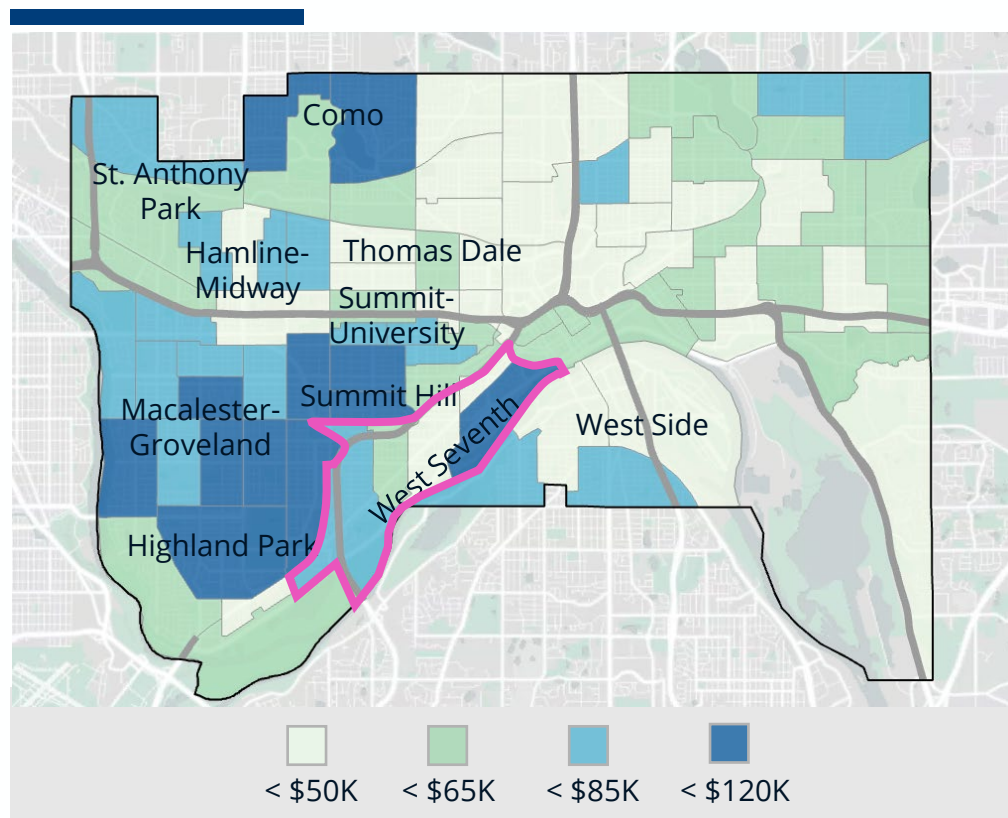 Como
St. Anthony
Park
Hamline-
Midway
Thomas Dale
Summit-
University
Summit Hill
Macalester-
Groveland
West Seventh
West Side
Highland Park
< $50K
< $65K
< $85K
< $120K